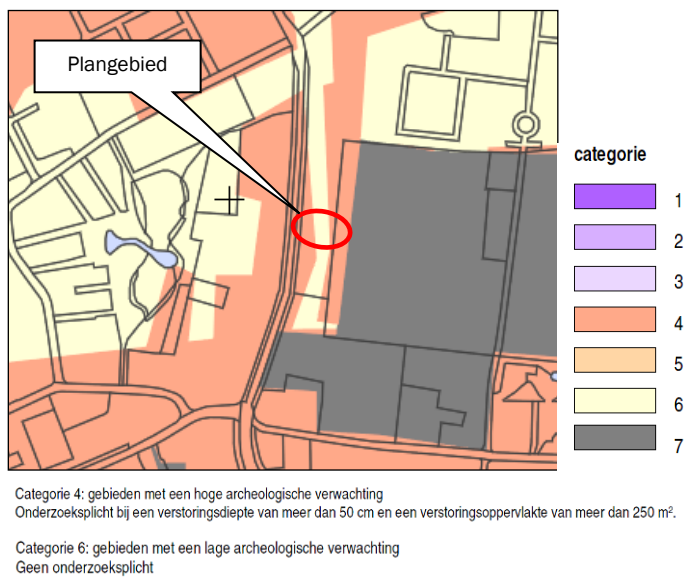 Plangebied
categorie
1
2
3
4
5
6
7
Categorie 4: gebieden met een hoge archeologische verwachting
Onderzoeksplicht bij een verstoringsdiepte van meer dan 50 cm en een verstoringsoppervlakte van meer dan 250 m².
Categorie 6: gebieden met een lage archeologische verwachting
Geen onderzoeksplicht